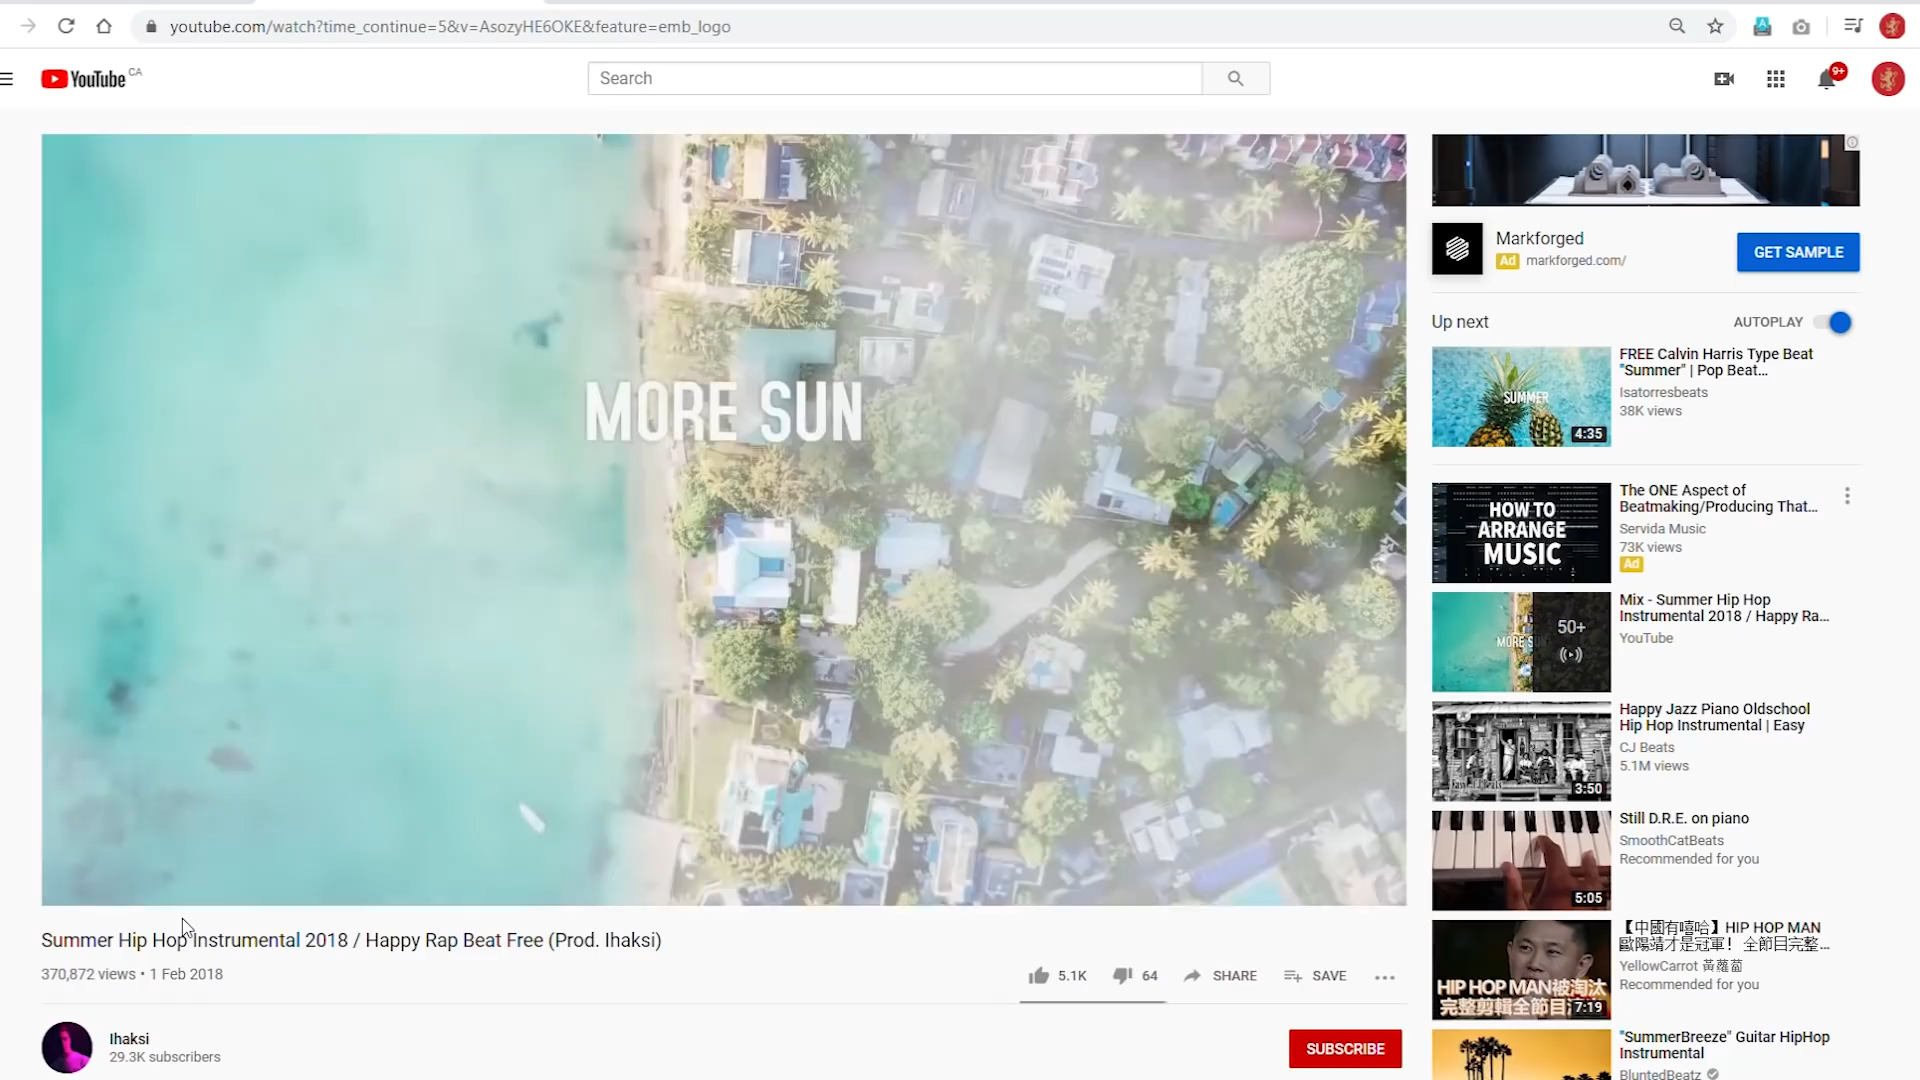 youtube.com/watch?time_continue=5&v=AsozyHE6OKE&feature=emb_logo
YouTube CA
Search
9+
MORE SUN
Summer Hip Hop Instrumental 2018 / Happy Rap Beat Free (Prod. Ihaksi)
370,872 views • 1 Feb 2018
5.1K
64
SHARE
SAVE
Ihaksi
29.3K subscribers
SUBSCRIBE
Markforged
Ad markforged.com/
GET SAMPLE
Up next
AUTOPLAY
SUMMER
4:35
FREE Calvin Harris Type Beat
"Summer" | Pop Beat...
Isatorresbeats
38K views
HOW TO
ARRANGE
MUSIC
The ONE Aspect of
Beatmaking/Producing That...
Servida Music
73K views
Ad
MORE S
50+
Mix - Summer Hip Hop
Instrumental 2018 / Happy Ra...
YouTube
3:50
Happy Jazz Piano Oldschool
Hip Hop Instrumental | Easy
CJ Beats
5.1M views
5:05
Still D.R.E. on piano
SmoothCatBeats
Recommended for you
HIP HOP MAN被淘汰
完整剪輯全節目
7:19
【中國有嘻哈】HIP HOP MAN
歐陽靖才是冠軍！ 全節目完整...
YellowCarrot 黃蘿蔔
Recommended for you
"SummerBreeze" Guitar HipHop
Instrumental
BluntedBeatz